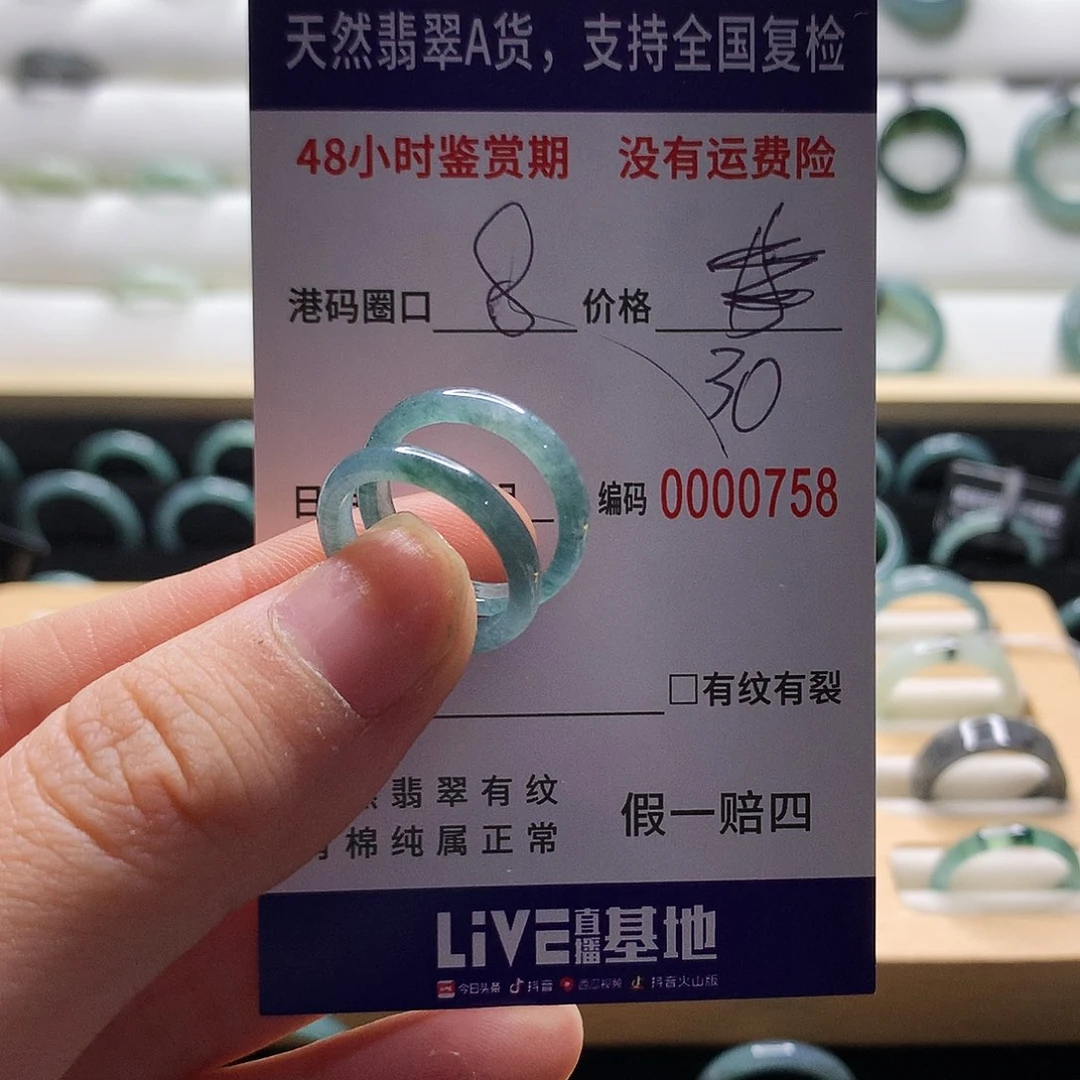 天然翡翠A货，支持全国复检
48小时鉴赏期 没有运费险
港码圈口 8 价格
30
日 编码 0000758
□有纹有裂
翡翠有纹
棉纯属正常 假一赔四
LiVE直播基地
今日头条 抖音 西瓜视频 抖音火山版